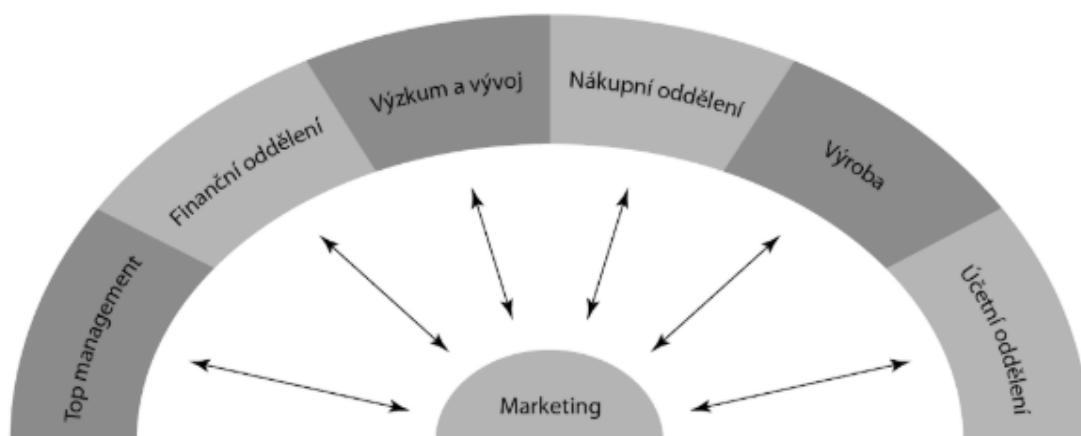 Top management
Finanční oddělení
Výzkum a vývoj
Nákupní oddělení
Výroba
Účetní oddělení
Marketing